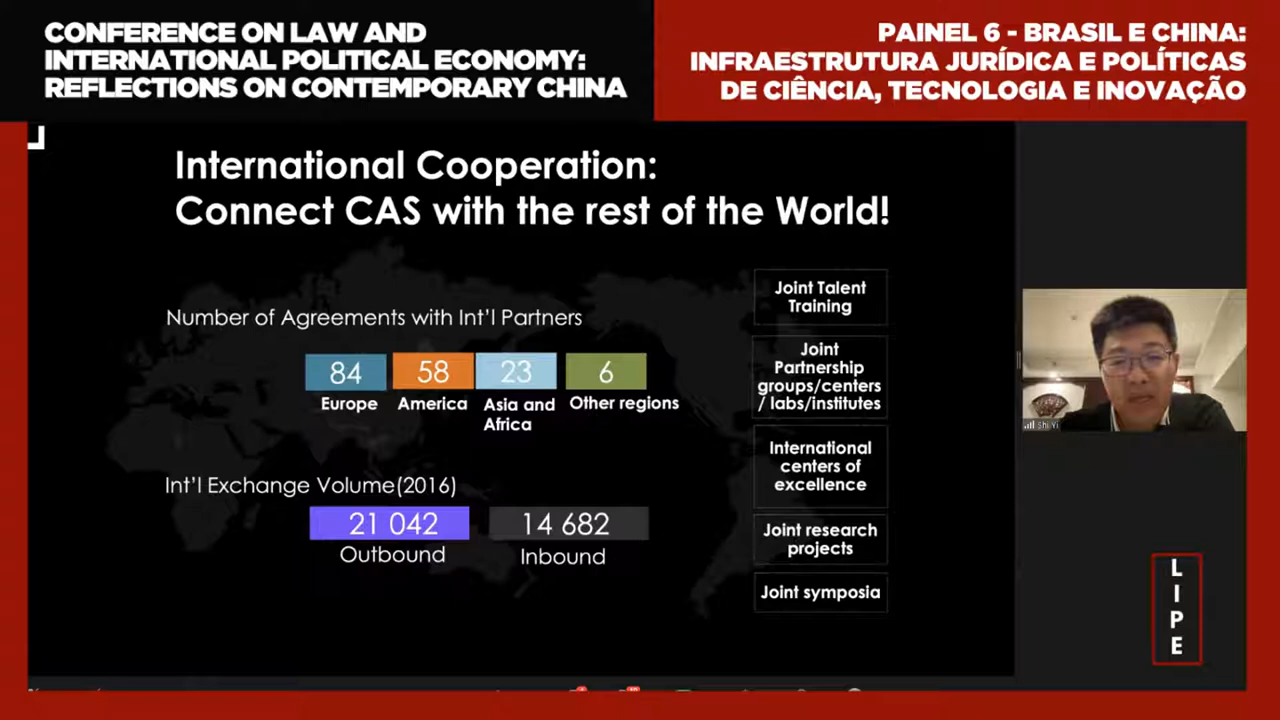 CONFERENCE ON LAW AND
INTERNATIONAL POLITICAL ECONOMY:
REFLECTIONS ON CONTEMPORARY CHINA
PAINEL 6 - BRASIL E CHINA:
INFRAESTRUTURA JURÍDICA E POLÍTICAS
DE CIÊNCIA, TECNOLOGIA E INOVAÇÃO
International Cooperation:
Connect CAS with the rest of the World!
Number of Agreements with Int'l Partners
84
58
23
6
Europe
America
Asia and
Africa
Other regions
Int'l Exchange Volume(2016)
21 042
14 682
Outbound
Inbound
Joint Talent
Training
Joint
Partnership
groups/centers
/ labs/institutes
International
centers of
excellence
Joint research
projects
Joint symposia
Shi Yi
L
I
P
E